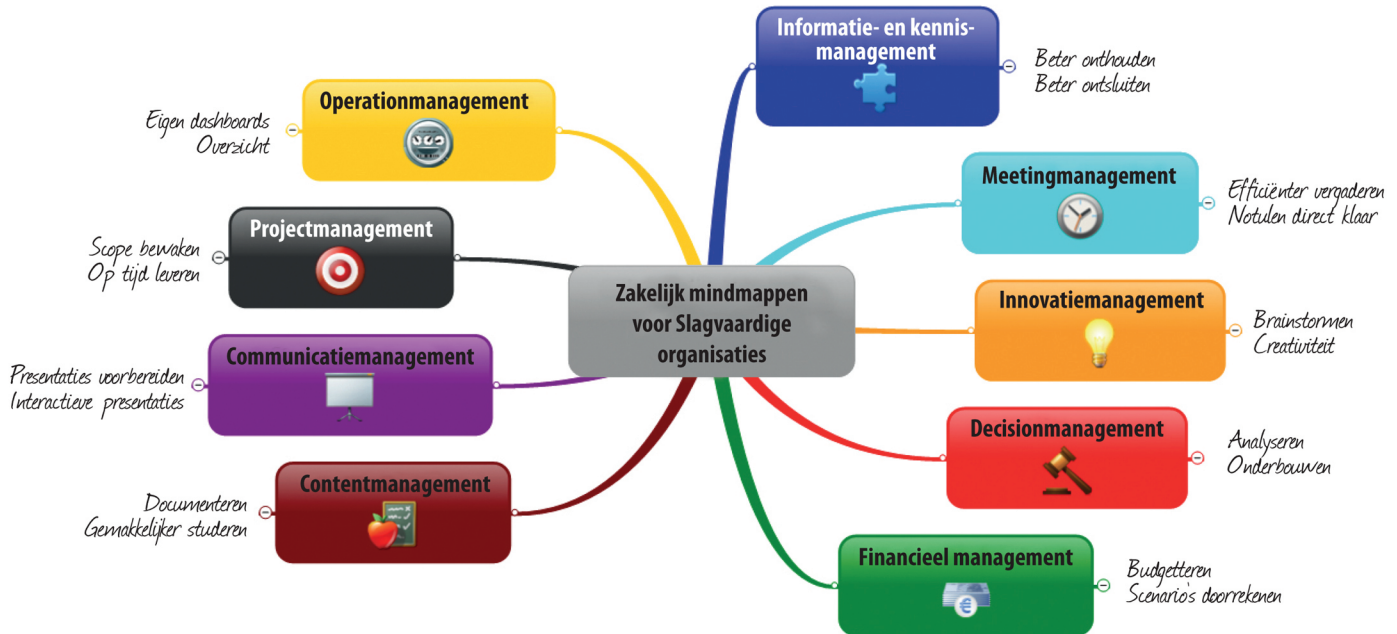 Zakelijk mindmappen
voor Slagvaardige
organisaties
Informatie- en kennis-
management
Beter onthouden
Beter ontsluiten
Meetingmanagement
Efficiënter vergaderen
Notulen direct klaar
Innovatiemanagement
Brainstormen
Creativiteit
Decisionmanagement
Analyseren
Onderbouwen
Financieel management
Budgetteren
Scenario's doorrekenen
Contentmanagement
Documenteren
Gemakkelijker studeren
Communicatiemanagement
Presentaties voorbereiden
Interactieve presentaties
Projectmanagement
Scope bewaken
Op tijd leveren
Operationmanagement
Eigen dashboards
Overzicht